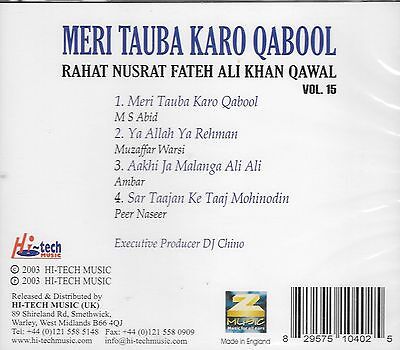 MERI TAUBA KARO QABOOL
RAHAT NUSRAT FATEH ALI KHAN QAWAL
VOL. 15
1. Meri Tauba Karo Qabool
M S Abid
2. Ya Allah Ya Rehman
Muzaffar Warsi
3. Aakhi Ja Malanga Ali Ali
Ambar
4. Sar Taajan Ke Taaj Mohinodin
Peer Naseer
Executive Producer DJ Chino
Hi-tech
MUSIC
℗ 2003 HI-TECH MUSIC
© 2003 HI-TECH MUSIC
Released & Distributed by
HI-TECH MUSIC (UK)
89 Shireland Rd, Smethwick,
Warley, West Midlands B66 4QJ
Tel: +44 (0)121 558 5148 Fax: +44 (0)121 558 0909
www.hi-techmusic.com info@hi-techmusic.com
Z
MUSIC
Music for all ears
Made in England
8 29575 10402 5